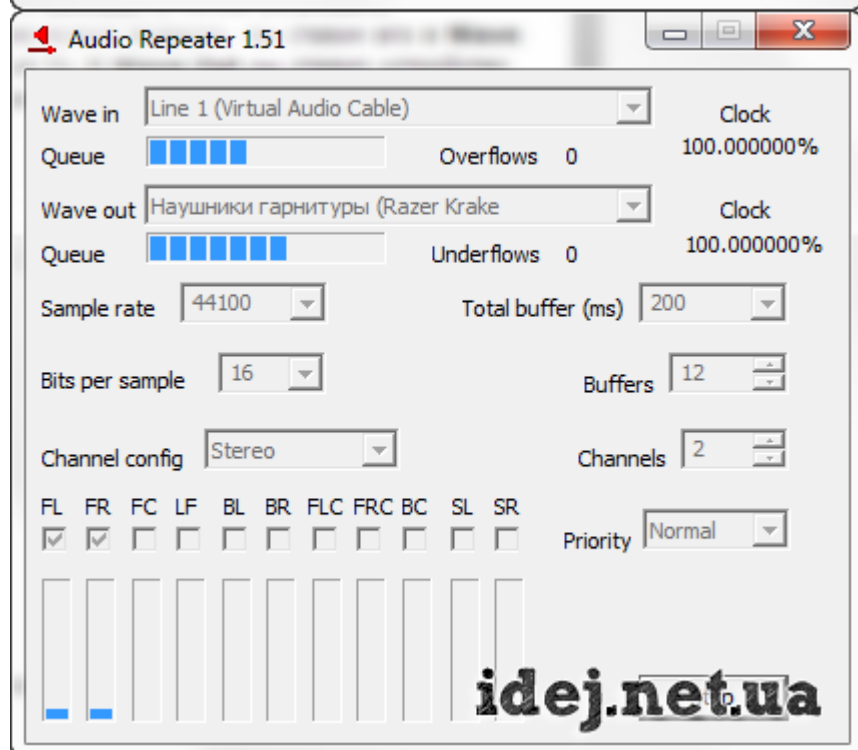 Audio Repeater 1.51
Wave in Line 1 (Virtual Audio Cable) Clock
Queue Overflows 0 100.000000%
Wave out Наушники гарнитуры (Razer Krake Clock
Queue Underflows 0 100.000000%
Sample rate 44100 Total buffer (ms) 200
Bits per sample 16 Buffers 12
Channel config Stereo Channels 2
FL FR FC LF BL BR FLC FRC BC SL SR
Priority Normal
idej.net.ua